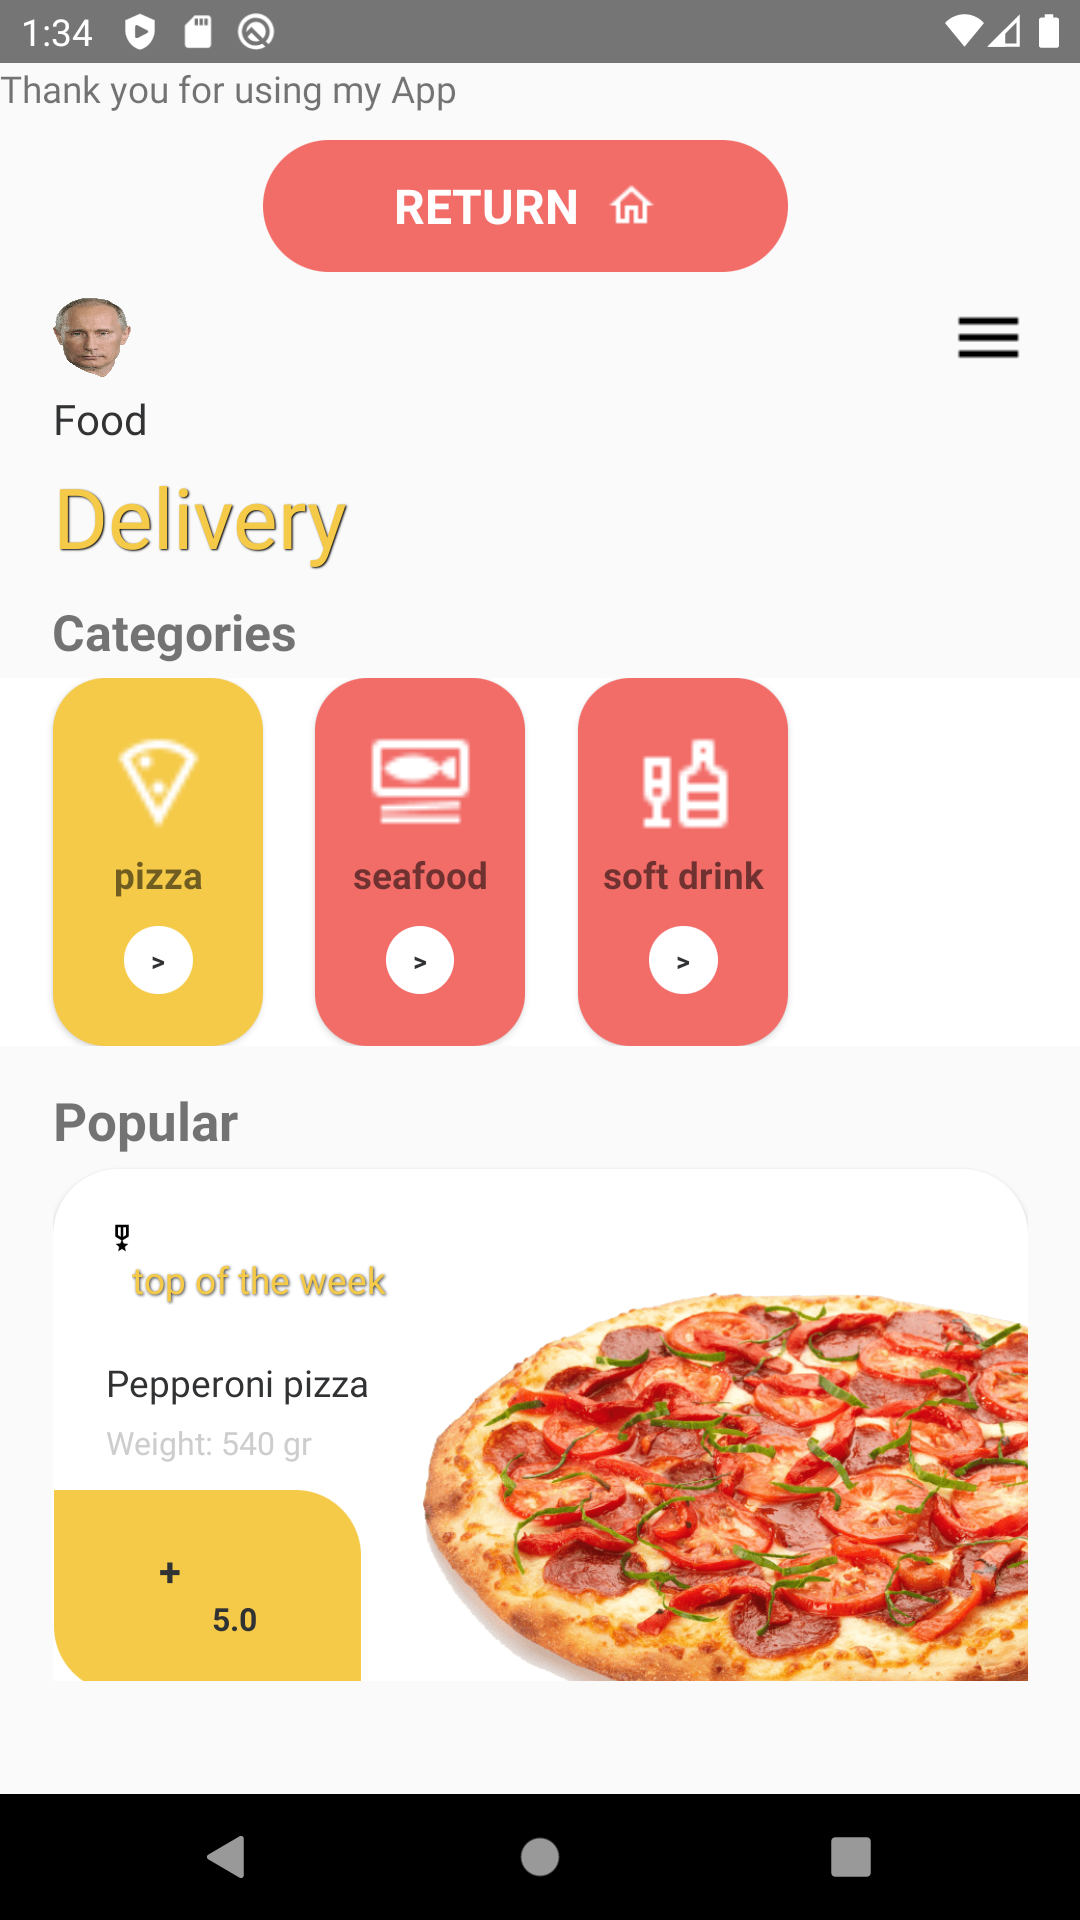 1:34
Thank you for using my App
RETURN
Food
Delivery
Categories
pizza
seafood
soft drink
>
>
>
Popular
top of the week
Pepperoni pizza
Weight: 540 gr
+
5.0